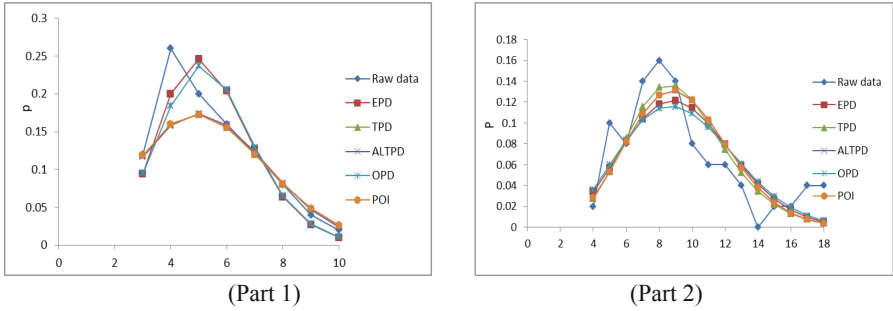 0.3
0.25
0.2
0.15
0.1
0.05
0
p
0 2 4 6 8 10
Raw data
EPD
TPD
ALTPD
OPD
POI
(Part 1)
0.18
0.16
0.14
0.12
0.1
0.08
0.06
0.04
0.02
0
P
0 2 4 6 8 10 12 14 16 18
Raw data
EPD
TPD
ALTPD
OPD
POI
(Part 2)